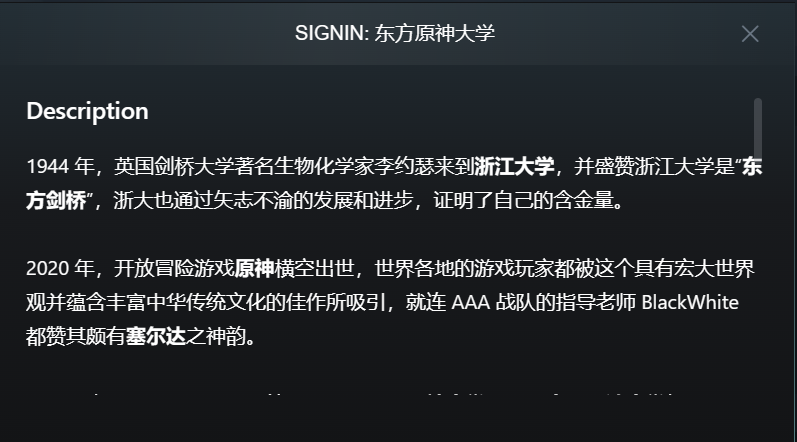 SIGNIN: 东方原神大学
Description
1944 年，英国剑桥大学著名生物化学家李约瑟来到浙江大学，并盛赞浙江大学是“东
方剑桥”，浙大也通过矢志不渝的发展和进步，证明了自己的含金量。
2020 年，开放冒险游戏原神横空出世，世界各地的游戏玩家都被这个具有宏大世界
观并蕴含丰富中华传统文化的佳作所吸引，就连 AAA 战队的指导老师 BlackWhite
都赞其颇有塞尔达之神韵。